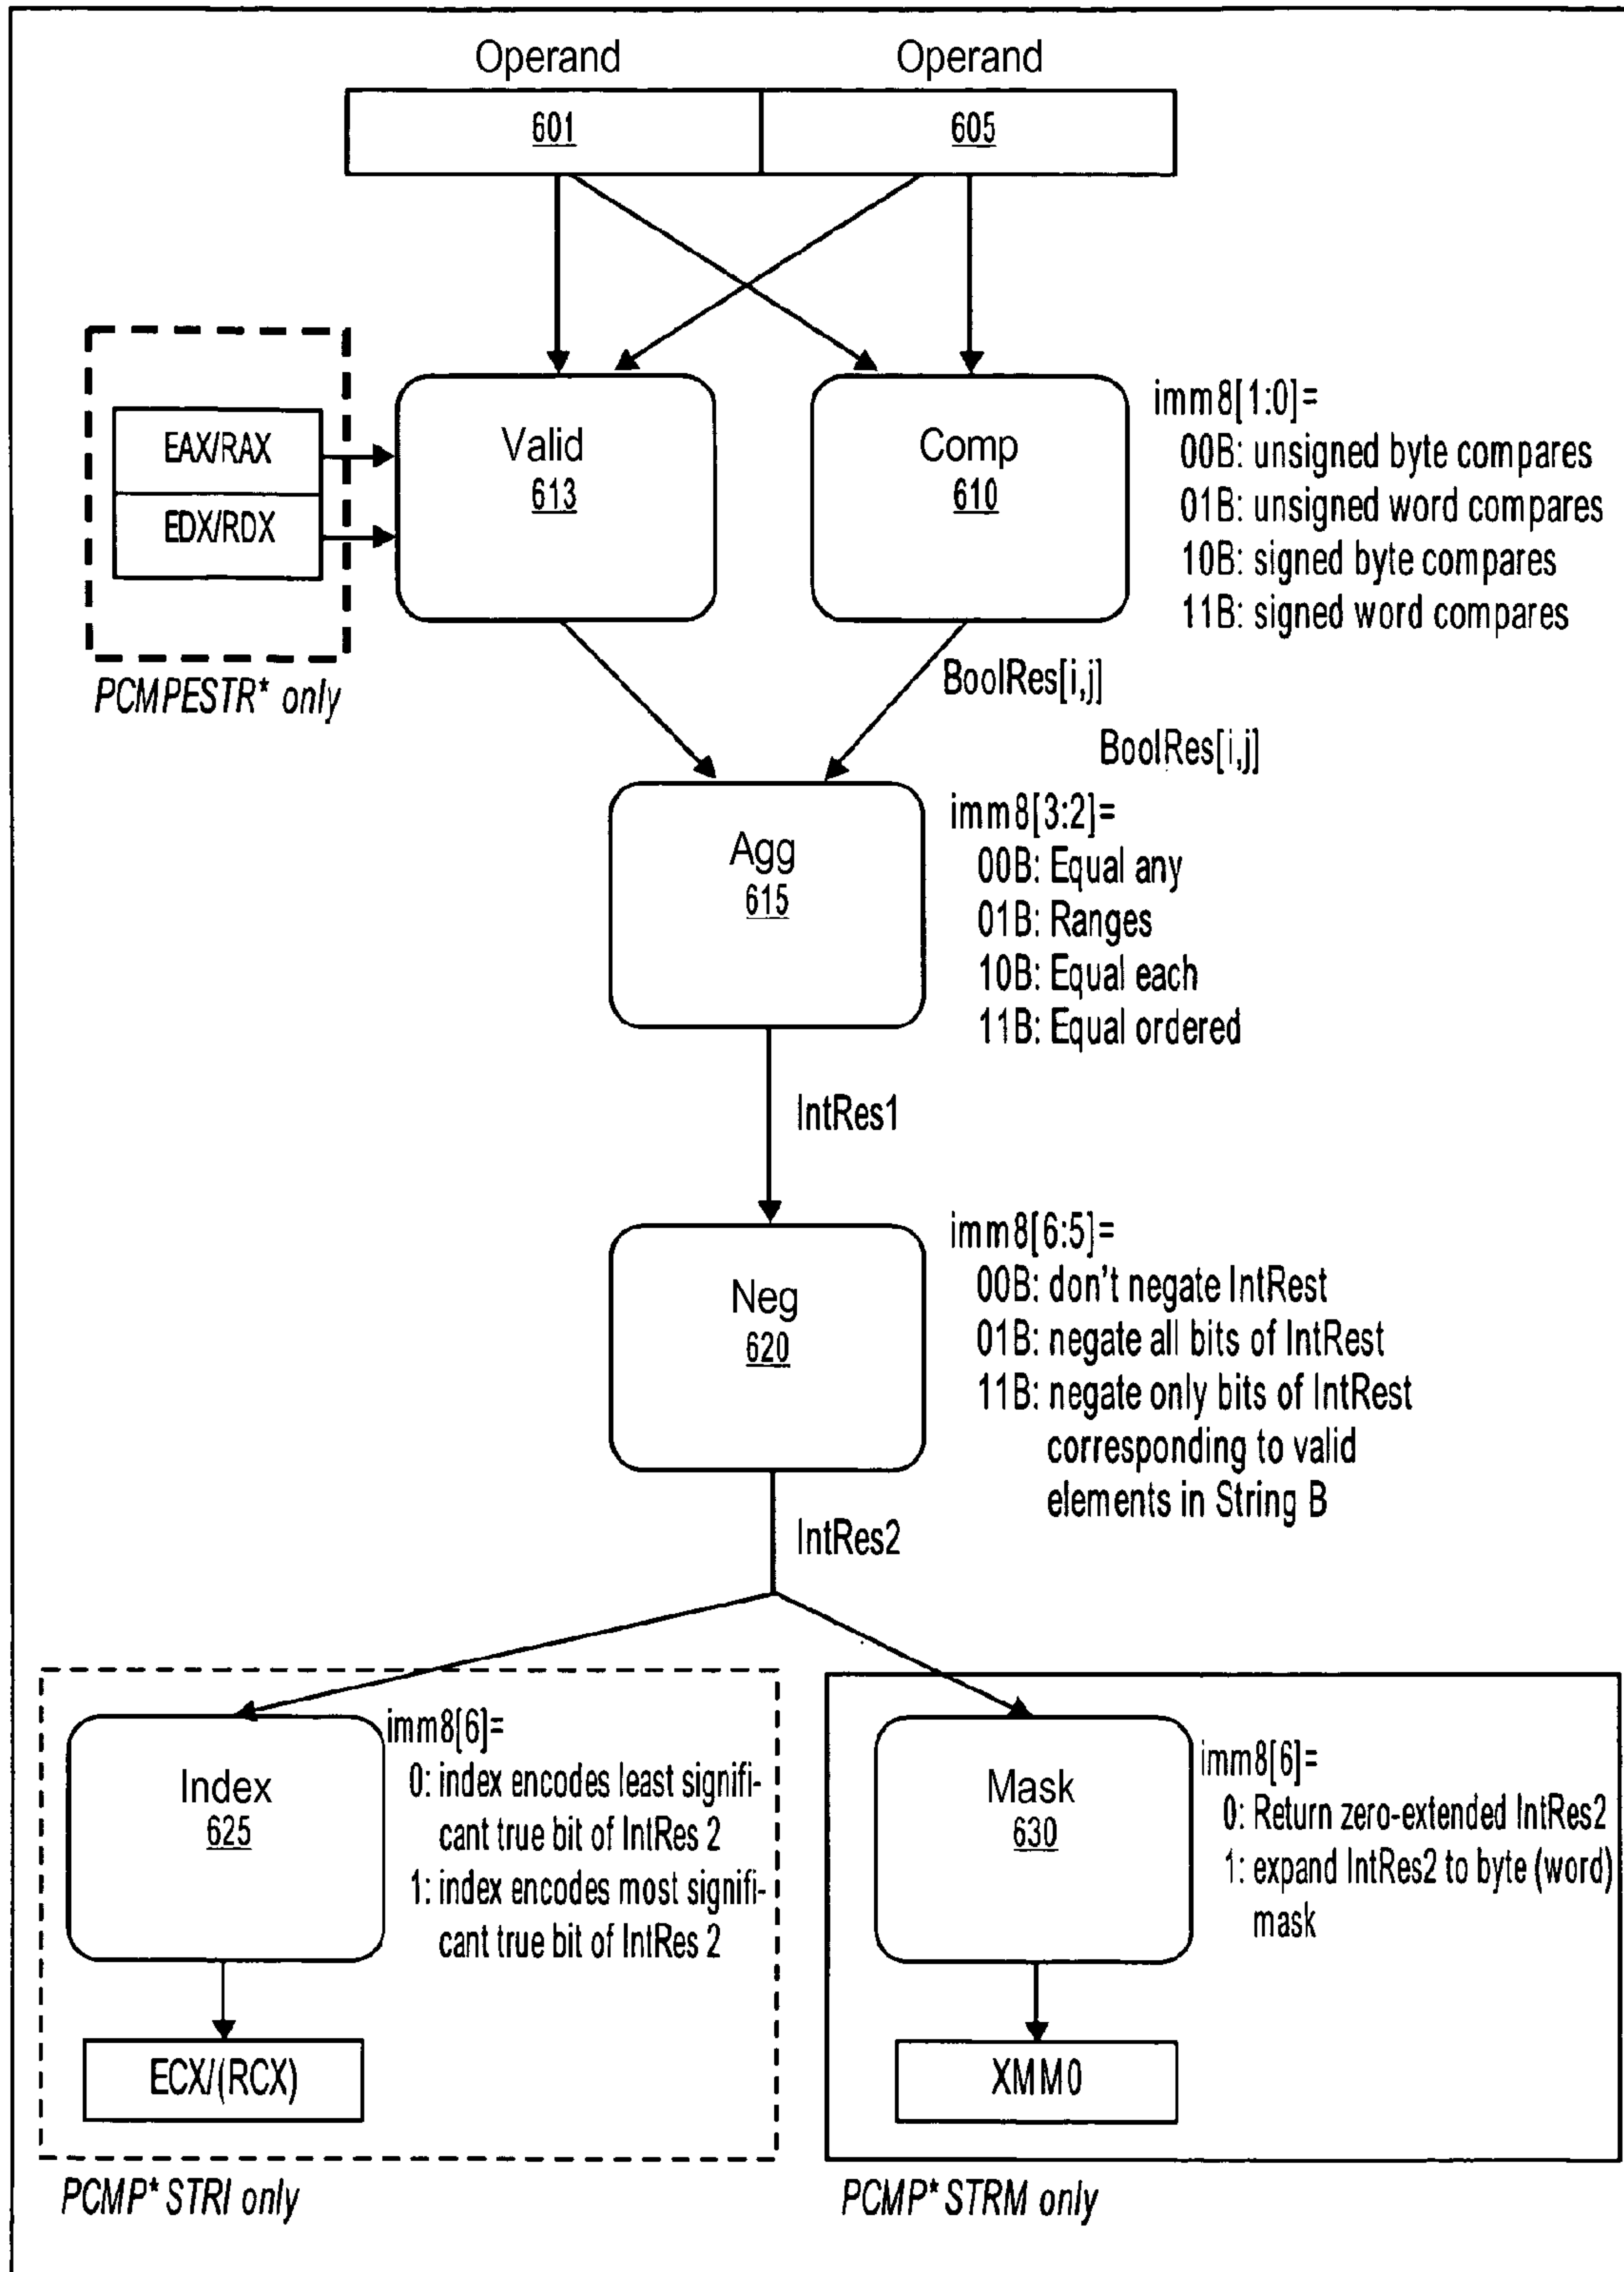 Operand Operand
601 605
EAX/RAX
EDX/RDX
PCMPESTR* only
Valid
613
Comp
610
imm8[1:0]=
00B: unsigned byte compares
01B: unsigned word compares
10B: signed byte compares
11B: signed word compares
BoolRes[i,j]
BoolRes[i,j]
Agg
615
imm8[3:2]=
00B: Equal any
01B: Ranges
10B: Equal each
11B: Equal ordered
IntRes1
Neg
620
imm8[6:5]=
00B: don't negate IntRest
01B: negate all bits of IntRest
11B: negate only bits of IntRest
corresponding to valid
elements in String B
IntRes2
Index
625
imm8[6]=
0: index encodes least signifi-
cant true bit of IntRes 2
1: index encodes most signifi-
cant true bit of IntRes 2
ECX/(RCX)
PCMP* STRI only
Mask
630
imm8[6]=
0: Return zero-extended IntRes2
1: expand IntRes2 to byte (word)
mask
XMM0
PCMP* STRM only